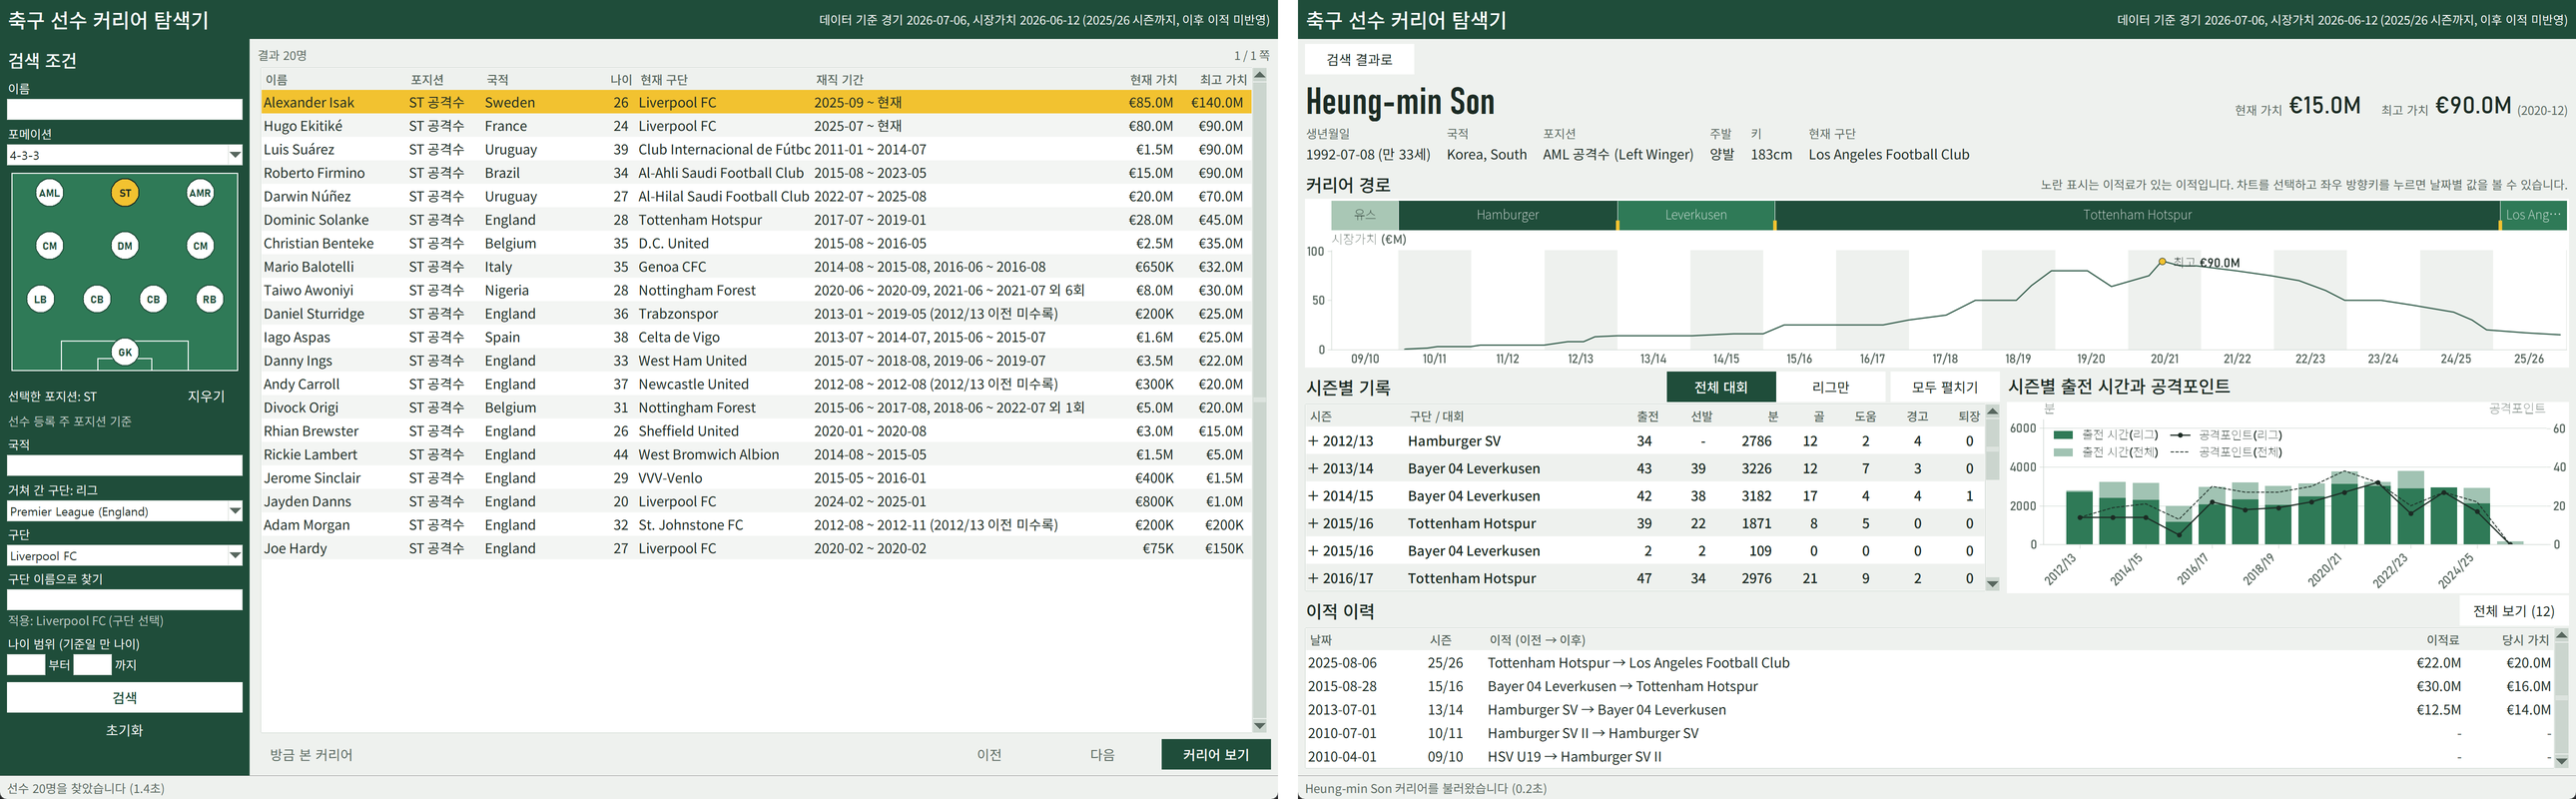 축구 선수 커리어 탐색기
데이터 기준 경기 2026-07-06, 시장가치 2026-06-12 (2025/26 시즌까지, 이후 이적 미반영)
검색 조건
이름
포메이션
4-3-3
AML ST AMR
CM DM CM
LB CB CB RB
GK
선택한 포지션: ST 지우기
선수 등록 주 포지션 기준
국적
거쳐 간 구단: 리그
Premier League (England)
구단
Liverpool FC
구단 이름으로 찾기
적용: Liverpool FC (구단 선택)
나이 범위 (기준일 만 나이)
부터 까지
검색
초기화
결과 20명 1 / 1 쪽
이름 포지션 국적 나이 현재 구단 재직 기간 현재 가치 최고 가치
Alexander Isak ST 공격수 Sweden 26 Liverpool FC 2025-09 ~ 현재 €85.0M €140.0M
Hugo Ekitiké ST 공격수 France 24 Liverpool FC 2025-07 ~ 현재 €80.0M €90.0M
Luis Suárez ST 공격수 Uruguay 39 Club Internacional de Fútbc 2011-01 ~ 2014-07 €1.5M €90.0M
Roberto Firmino ST 공격수 Brazil 34 Al-Ahli Saudi Football Club 2015-08 ~ 2023-05 €15.0M €90.0M
Darwin Núñez ST 공격수 Uruguay 27 Al-Hilal Saudi Football Club 2022-07 ~ 2025-08 €20.0M €70.0M
Dominic Solanke ST 공격수 England 28 Tottenham Hotspur 2017-07 ~ 2019-01 €28.0M €45.0M
Christian Benteke ST 공격수 Belgium 35 D.C. United 2015-08 ~ 2016-05 €2.5M €35.0M
Mario Balotelli ST 공격수 Italy 35 Genoa CFC 2014-08 ~ 2015-08, 2016-06 ~ 2016-08 €650K €32.0M
Taiwo Awoniyi ST 공격수 Nigeria 28 Nottingham Forest 2020-06 ~ 2020-09, 2021-06 ~ 2021-07 외 6회 €8.0M €30.0M
Daniel Sturridge ST 공격수 England 36 Trabzonspor 2013-01 ~ 2019-05 (2012/13 이전 미수록) €200K €25.0M
Iago Aspas ST 공격수 Spain 38 Celta de Vigo 2013-07 ~ 2014-07, 2015-06 ~ 2015-07 €1.6M €25.0M
Danny Ings ST 공격수 England 33 West Ham United 2015-07 ~ 2018-08, 2019-06 ~ 2019-07 €3.5M €22.0M
Andy Carroll ST 공격수 England 37 Newcastle United 2012-08 ~ 2012-08 (2012/13 이전 미수록) €300K €20.0M
Divock Origi ST 공격수 Belgium 31 Nottingham Forest 2015-06 ~ 2017-08, 2018-06 ~ 2022-07 외 1회 €5.0M €20.0M
Rhian Brewster ST 공격수 England 26 Sheffield United 2020-01 ~ 2020-08 €3.0M €15.0M
Rickie Lambert ST 공격수 England 44 West Bromwich Albion 2014-08 ~ 2015-05 €1.5M €5.0M
Jerome Sinclair ST 공격수 England 29 VVV-Venlo 2015-05 ~ 2016-01 €400K €1.5M
Jayden Danns ST 공격수 England 20 Liverpool FC 2024-02 ~ 2025-01 €800K €1.0M
Adam Morgan ST 공격수 England 32 St. Johnstone FC 2012-08 ~ 2012-11 (2012/13 이전 미수록) €200K €200K
Joe Hardy ST 공격수 England 27 Liverpool FC 2020-02 ~ 2020-02 €75K €150K
방금 본 커리어 이전 다음 커리어 보기
선수 20명을 찾았습니다 (1.4초)
축구 선수 커리어 탐색기
데이터 기준 경기 2026-07-06, 시장가치 2026-06-12 (2025/26 시즌까지, 이후 이적 미반영)
검색 결과로
Heung-min Son
현재 가치 €15.0M 최고 가치 €90.0M (2020-12)
생년월일 국적 포지션 주발 키 현재 구단
1992-07-08 (만 33세) Korea, South AML 공격수 (Left Winger) 양발 183cm Los Angeles Football Club
커리어 경로
노란 표시는 이적료가 있는 이적입니다. 차트를 선택하고 좌우 방향키를 누르면 날짜별 값을 볼 수 있습니다.
유스 Hamburger Leverkusen Tottenham Hotspur Los Ang…
시장가치 (€M)
100
최고 €90.0M
50
0
09/10 10/11 11/12 12/13 13/14 14/15 15/16 16/17 17/18 18/19 19/20 20/21 21/22 22/23 23/24 24/25 25/26
시즌별 기록 전체 대회 리그만 모두 펼치기
시즌 구단 / 대회 출전 선발 분 골 도움 경고 퇴장
+ 2012/13 Hamburger SV 34 - 2786 12 2 4 0
+ 2013/14 Bayer 04 Leverkusen 43 39 3226 12 7 3 0
+ 2014/15 Bayer 04 Leverkusen 42 38 3182 17 4 4 1
+ 2015/16 Tottenham Hotspur 39 22 1871 8 5 0 0
+ 2015/16 Bayer 04 Leverkusen 2 2 109 0 0 0 0
+ 2016/17 Tottenham Hotspur 47 34 2976 21 9 2 0
시즌별 출전 시간과 공격포인트
분 공격포인트
6000 60
출전 시간(리그) 공격포인트(리그)
출전 시간(전체) 공격포인트(전체)
4000 40
2000 20
0 0
2012/13 2014/15 2016/17 2018/19 2020/21 2022/23 2024/25
이적 이력 전체 보기 (12)
날짜 시즌 이적 (이전 → 이후) 이적료 당시 가치
2025-08-06 25/26 Tottenham Hotspur → Los Angeles Football Club €22.0M €20.0M
2015-08-28 15/16 Bayer 04 Leverkusen → Tottenham Hotspur €30.0M €16.0M
2013-07-01 13/14 Hamburger SV → Bayer 04 Leverkusen €12.5M €14.0M
2010-07-01 10/11 Hamburger SV II → Hamburger SV - -
2010-04-01 09/10 HSV U19 → Hamburger SV II - -
Heung-min Son 커리어를 불러왔습니다 (0.2초)